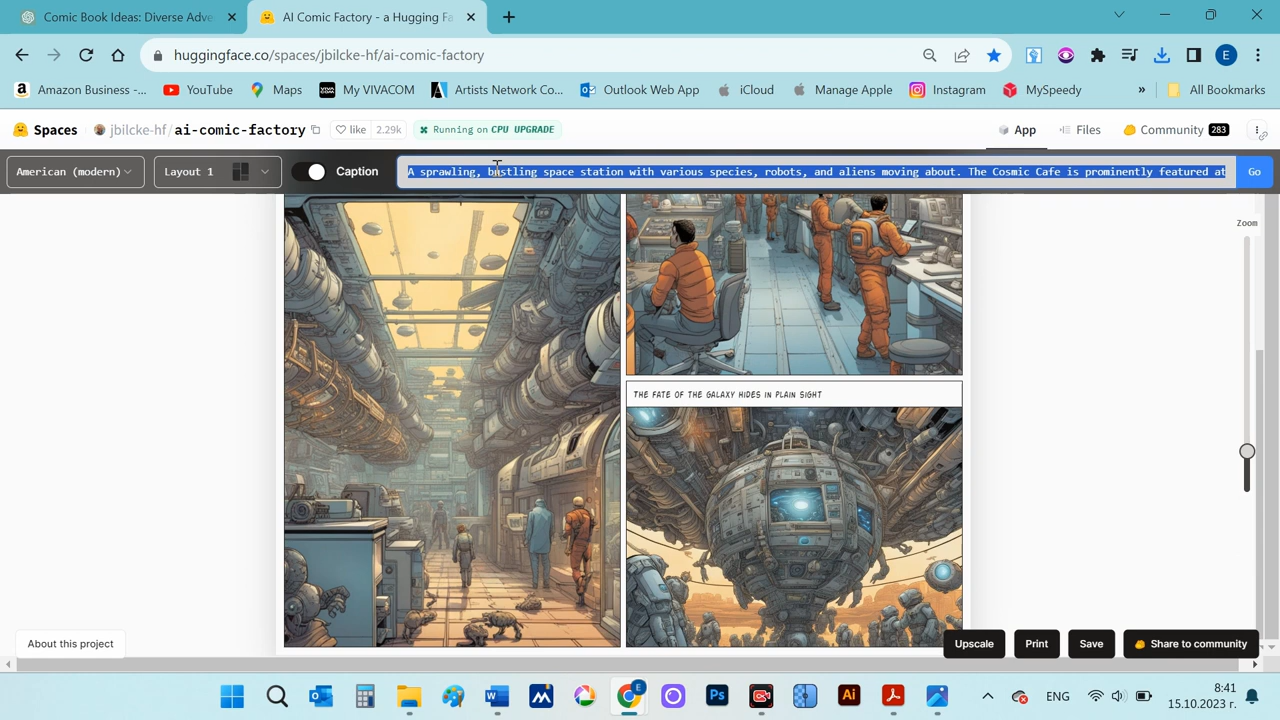 Comic Book Ideas: Diverse Adve
AI Comic Factory - a Hugging Fa
huggingface.co/spaces/jbilcke-hf/ai-comic-factory
E
Amazon Business -...
YouTube
Maps
My VIVACOM
Artists Network Co...
Outlook Web App
iCloud
Manage Apple
Instagram
MySpeedy
»
All Bookmarks
Spaces
jbilcke-hf/ai-comic-factory
like 2.29k
Running on CPU UPGRADE
App
Files
Community 283
American (modern)
Layout 1
Caption
A sprawling, bustling space station with various species, robots, and aliens moving about. The Cosmic Cafe is prominently featured at
Go
Zoom
THE FATE OF THE GALAXY HIDES IN PLAIN SIGHT
About this project
Upscale
Print
Save
Share to community
E
Ps
Ai
ENG
8:41
15.10.2023 г.